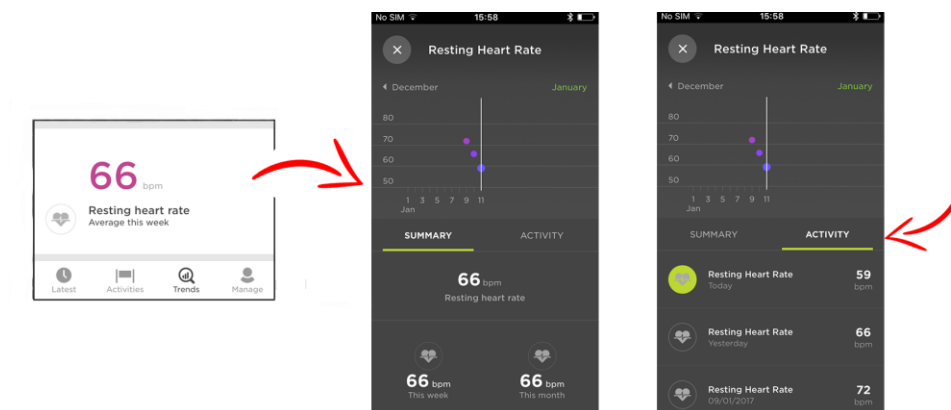 66 bpm
Resting heart rate
Average this week
Latest Activities Trends Manage
No SIM 15:58
Resting Heart Rate
December January
80
70
60
50
1 3 5 7 9 11
Jan
SUMMARY ACTIVITY
66 bpm
Resting heart rate
66 bpm 66 bpm
This week This month
No SIM 15:58
Resting Heart Rate
December January
80
70
60
50
1 3 5 7 9 11
Jan
SUMMARY ACTIVITY
Resting Heart Rate 59
Today bpm
Resting Heart Rate 66
Yesterday bpm
Resting Heart Rate 72
09/01/2017 bpm